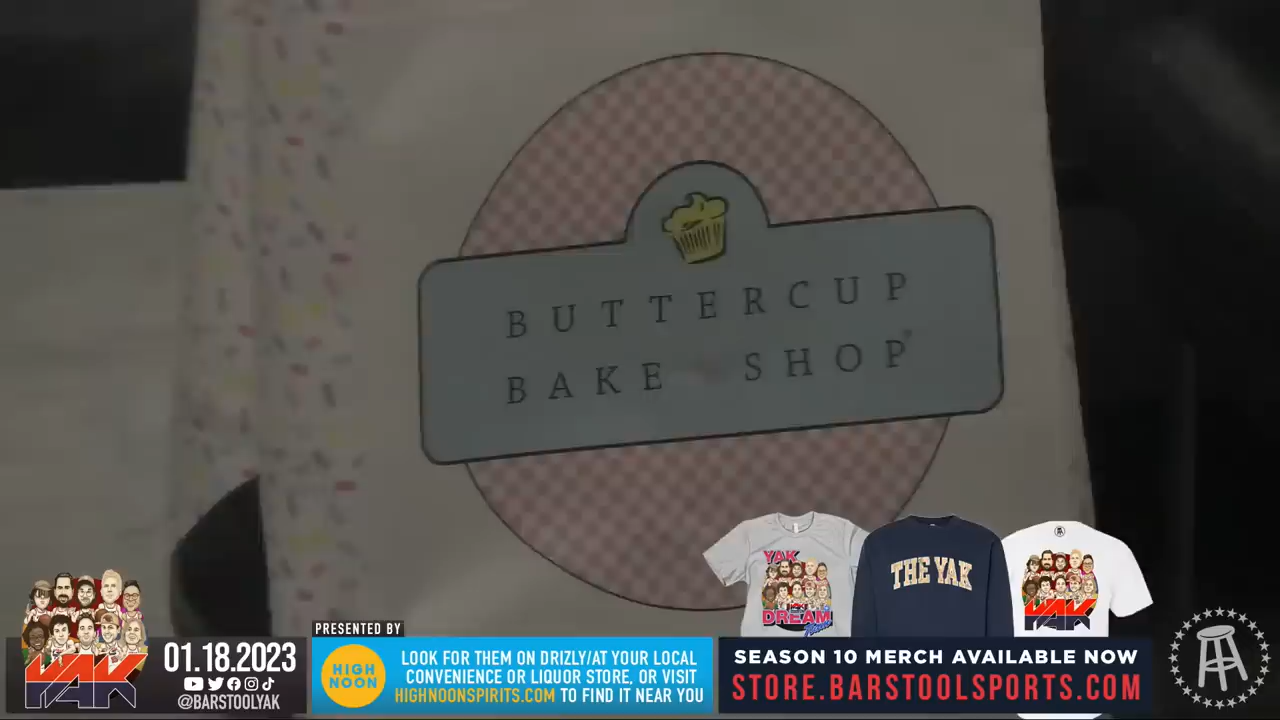 BUTTERCUP
BAKE SHOP
YAK
DREAM
THE YAK
YAK
YAK
01.18.2023
@BARSTOOLYAK
PRESENTED BY
HIGH
NOON
LOOK FOR THEM ON DRIZLY/AT YOUR LOCAL
CONVENIENCE OR LIQUOR STORE, OR VISIT
HIGHNOONSPIRITS.COM TO FIND IT NEAR YOU
SEASON 10 MERCH AVAILABLE NOW
STORE.BARSTOOLSPORTS.COM